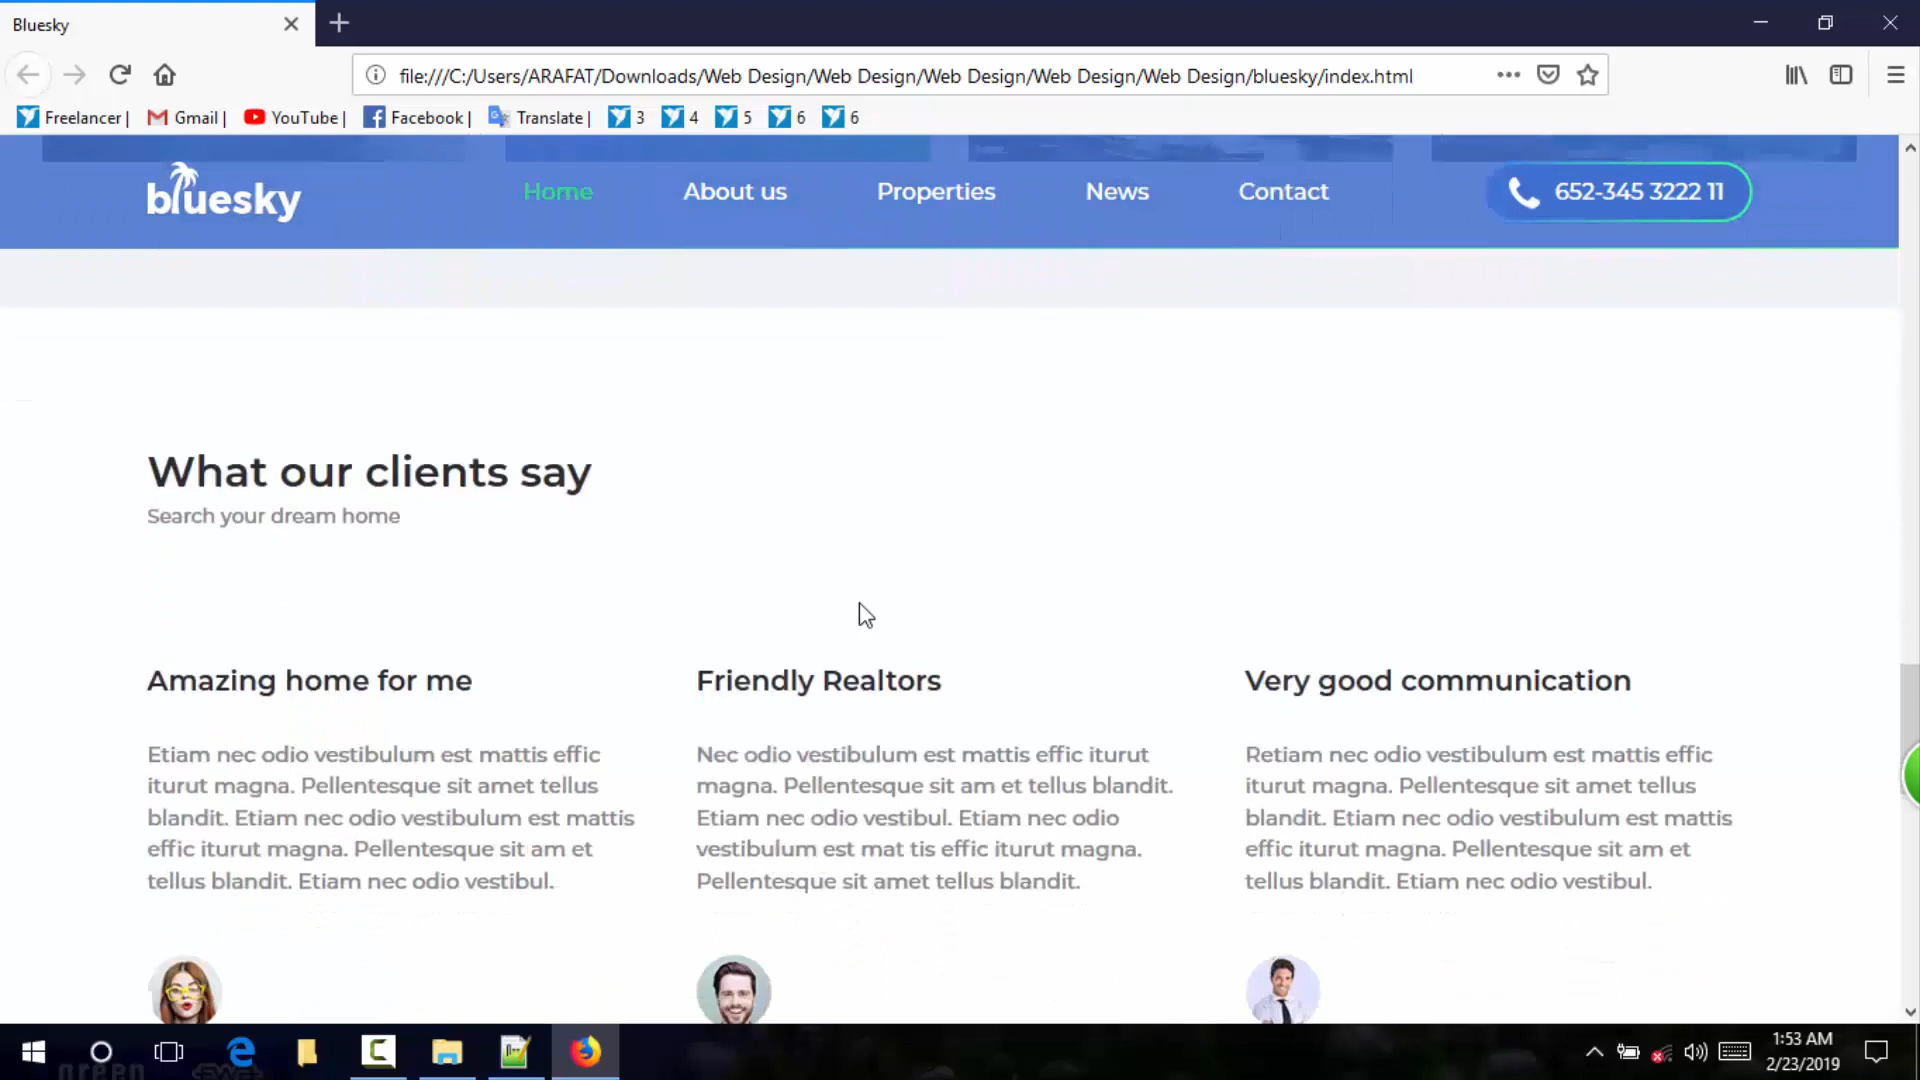 Bluesky
file:///C:/Users/ARAFAT/Downloads/Web Design/Web Design/Web Design/Web Design/Web Design/bluesky/index.html
Freelancer | Gmail | YouTube | Facebook | Translate | 3 4 5 6 6
bluesky Home About us Properties News Contact 652-345 3222 11
What our clients say
Search your dream home
Amazing home for me
Etiam nec odio vestibulum est mattis effic
iturut magna. Pellentesque sit amet tellus
blandit. Etiam nec odio vestibulum est mattis
effic iturut magna. Pellentesque sit am et
tellus blandit. Etiam nec odio vestibul.
Friendly Realtors
Nec odio vestibulum est mattis effic iturut
magna. Pellentesque sit am et tellus blandit.
Etiam nec odio vestibul. Etiam nec odio
vestibulum est mat tis effic iturut magna.
Pellentesque sit amet tellus blandit.
Very good communication
Retiam nec odio vestibulum est mattis effic
iturut magna. Pellentesque sit amet tellus
blandit. Etiam nec odio vestibulum est mattis
effic iturut magna. Pellentesque sit am et
tellus blandit. Etiam nec odio vestibul.
1:53 AM
2/23/2019
green